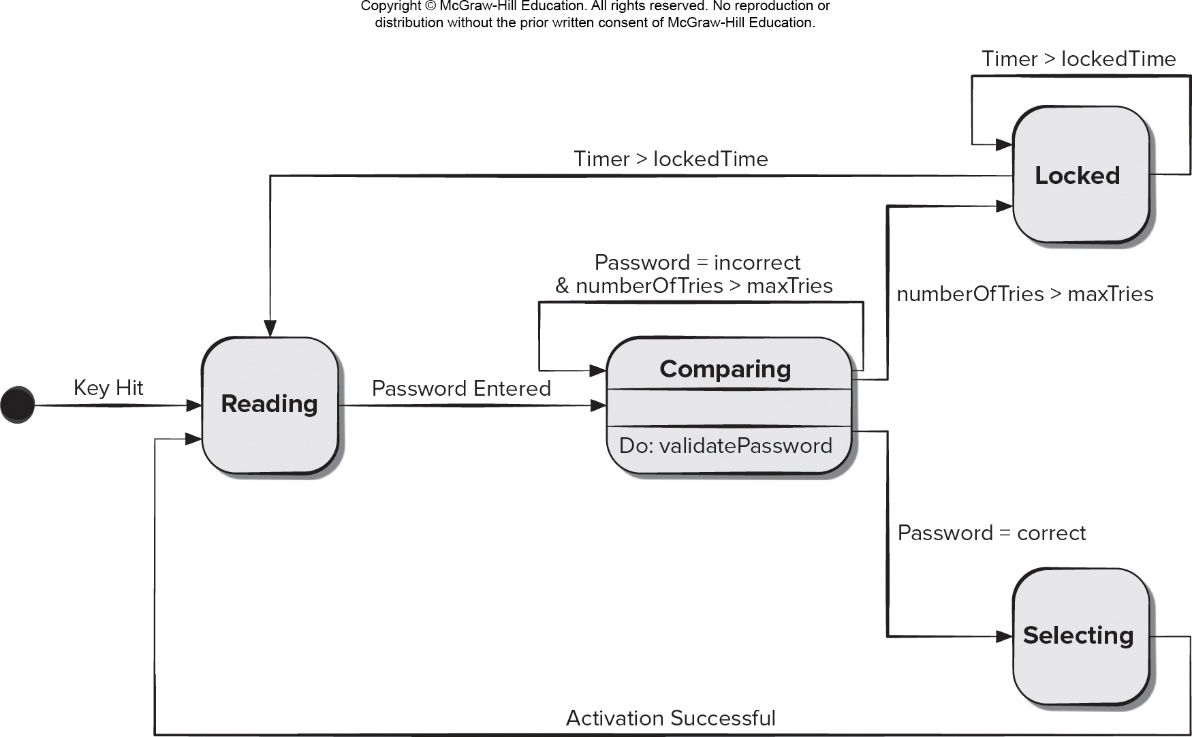 Copyright © McGraw-Hill Education. All rights reserved. No reproduction or
distribution without the prior written consent of McGraw-Hill Education.
Timer > lockedTime
Timer > lockedTime
Locked
Password = incorrect
& numberOfTries > maxTries
numberOfTries > maxTries
Key Hit
Reading
Password Entered
Comparing
Do: validatePassword
Password = correct
Selecting
Activation Successful